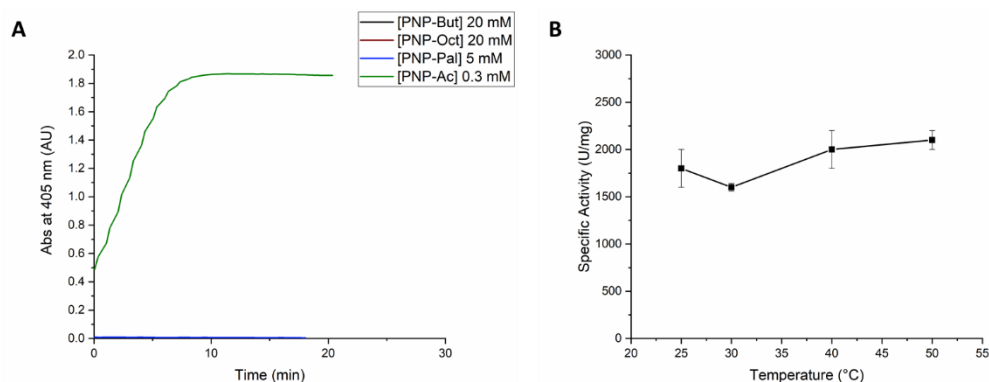 A
[PNP-But] 20 mM
[PNP-Oct] 20 mM
[PNP-Pal] 5 mM
[PNP-Ac] 0.3 mM
2.0
1.8
1.6
1.4
1.2
1.0
0.8
0.6
0.4
0.2
0.0
Abs at 405 nm (AU)
0 10 20 30
Time (min)
B
3000
2500
2000
1500
1000
500
0
Specific Activity (U/mg)
20 25 30 35 40 45 50 55
Temperature (°C)